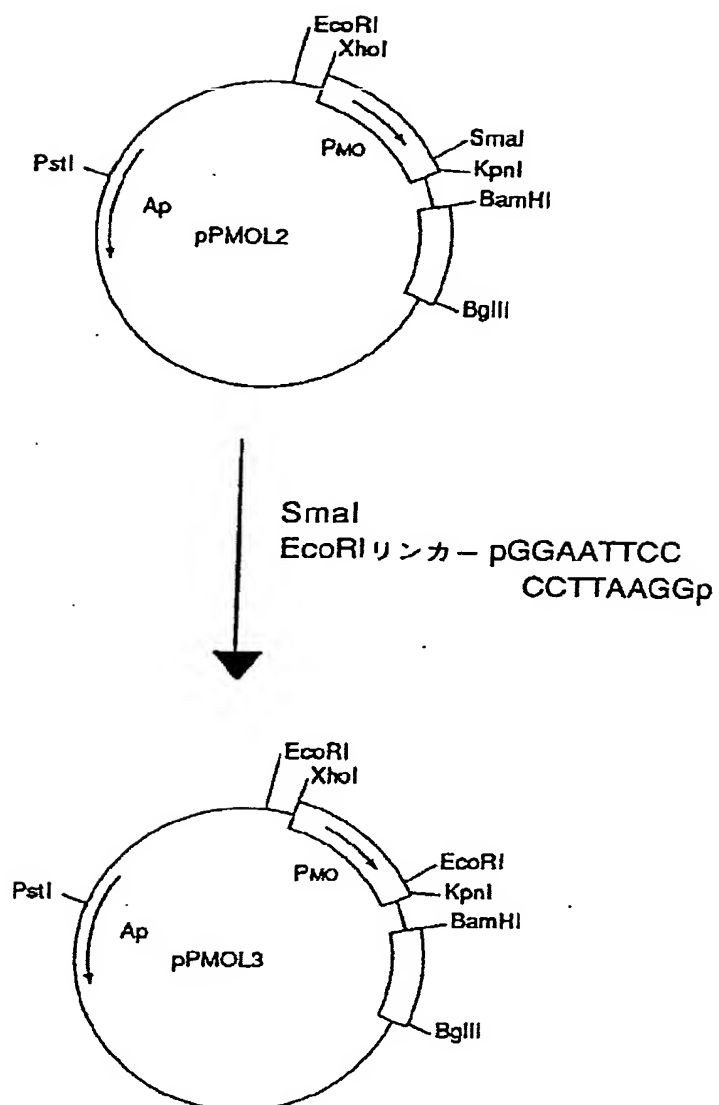 EcoRI
XhoI
SmaI
KpnI
BamHI
PMO
PstI
Ap
pPMOL2
BglII
SmaI
EcoRIリンカー pGGAATTCC
CCTTAAGGp
EcoRI
XhoI
EcoRI
KpnI
BamHI
PMO
PstI
Ap
pPMOL3
BglII